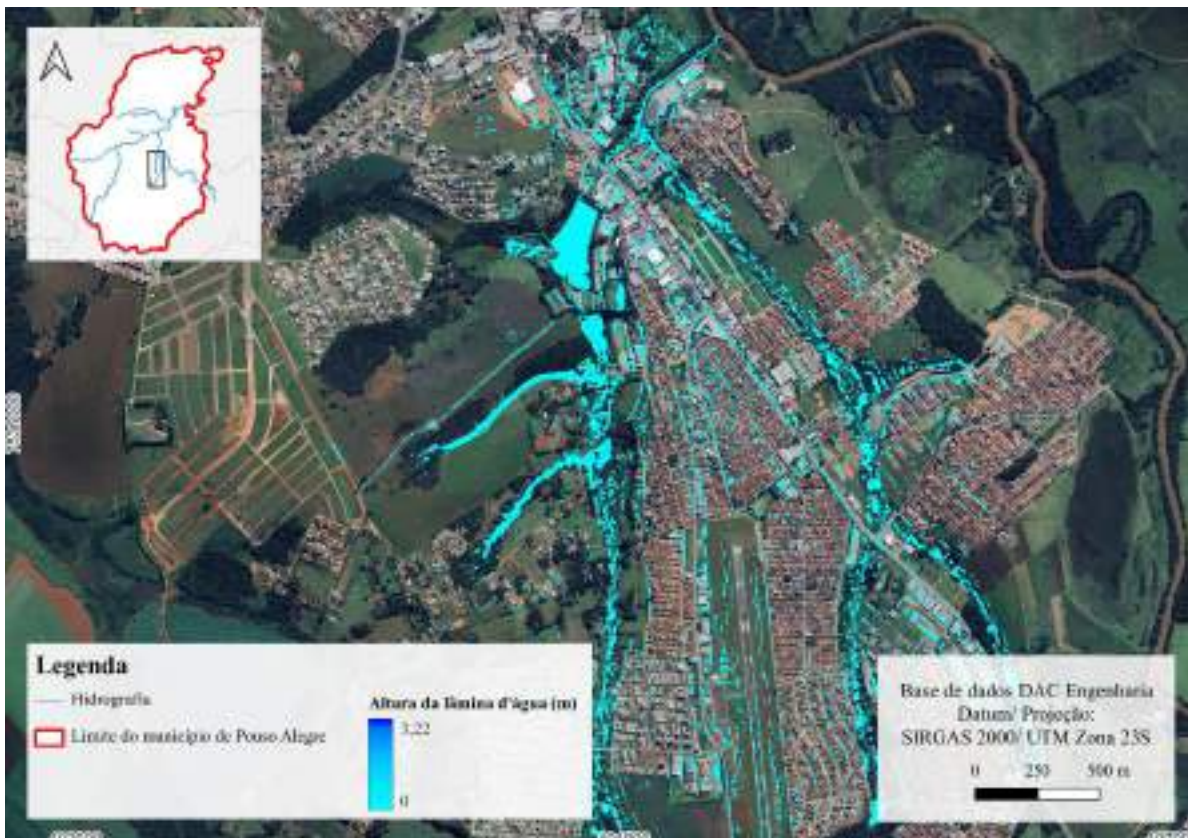 Legenda
Hidrografia
Limite do município de Pouso Alegre
Altura da lâmina d'água (m)
3,22
0
Base de dados DAC Engenharia
Datum/ Projeção:
SIRGAS 2000/ UTM Zona 23S
0 250 500 m